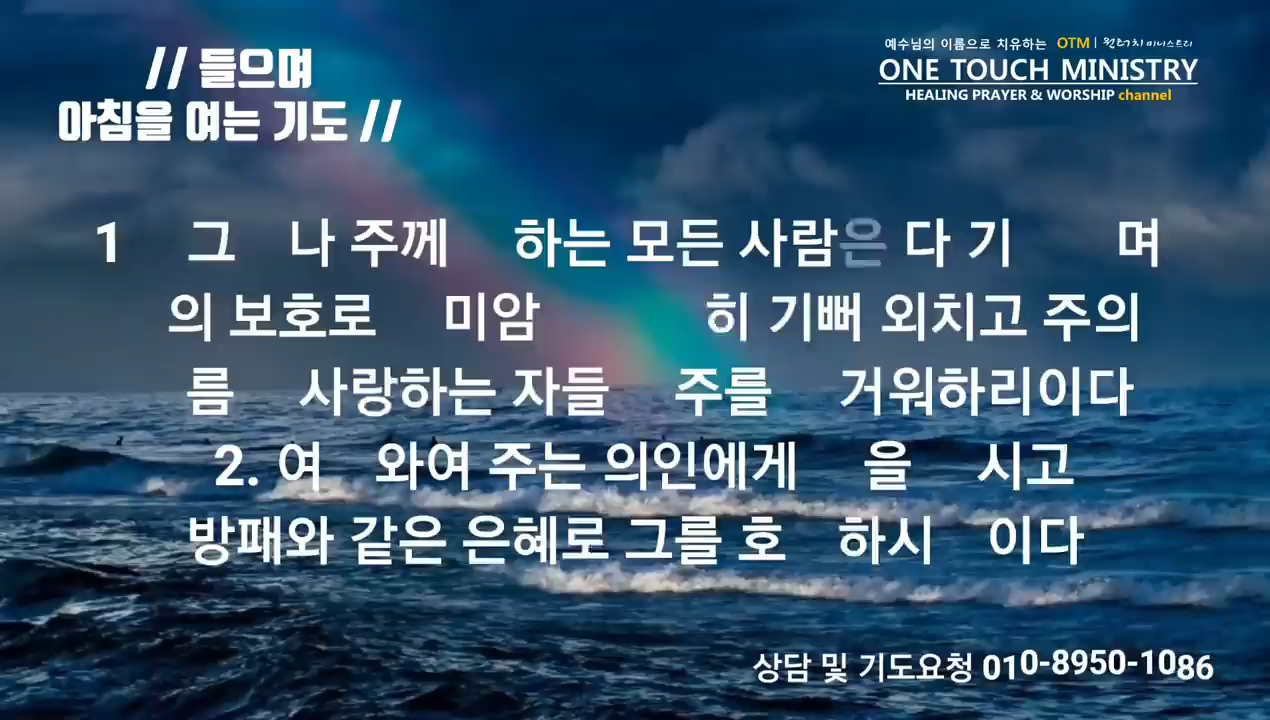 // 들으며
아침을 여는 기도 //
예수님의 이름으로 치유하는 OTM | 원터치 미니스트리
ONE TOUCH MINISTRY
HEALING PRAYER & WORSHIP channel
1 그 나 주께 하는 모든 사람은 다 기 며
의 보호로 미암 히 기뻐 외치고 주의
름 사랑하는 자들 주를 거워하리이다
2. 여 와여 주는 의인에게 을 시고
방패와 같은 은혜로 그를 호 하시 이다
상담 및 기도요청 010-8950-1086